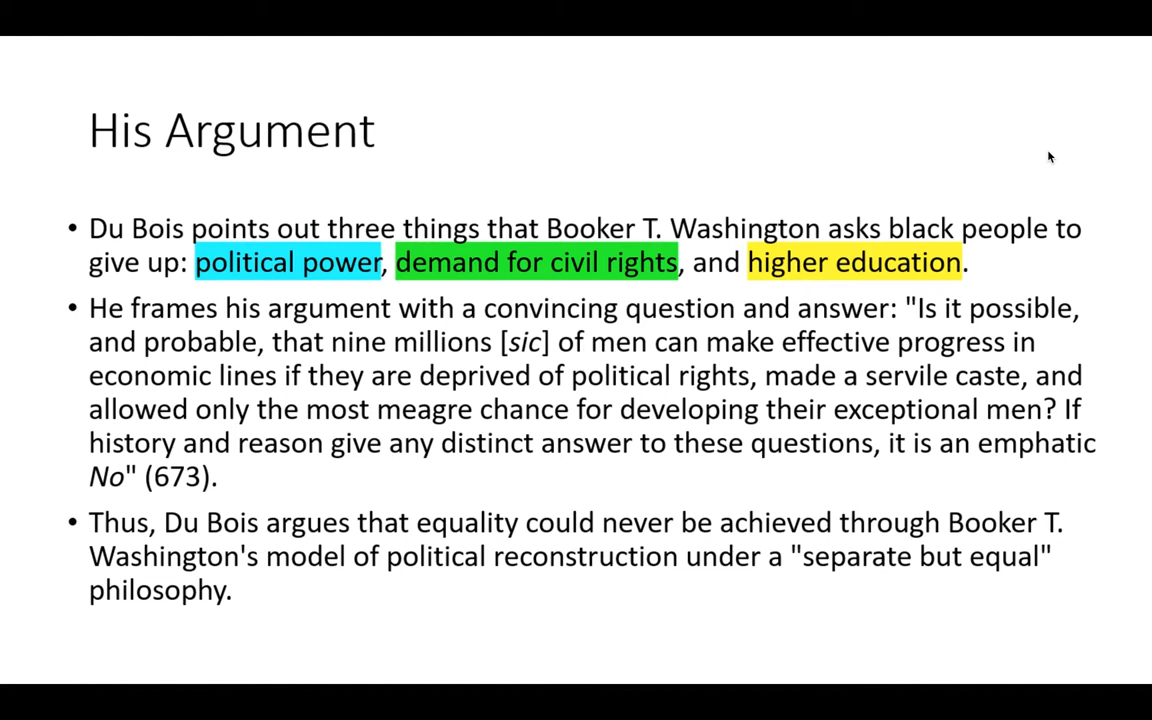 His Argument
• Du Bois points out three things that Booker T. Washington asks black people to
give up: political power, demand for civil rights, and higher education.
• He frames his argument with a convincing question and answer: "Is it possible,
and probable, that nine millions [sic] of men can make effective progress in
economic lines if they are deprived of political rights, made a servile caste, and
allowed only the most meagre chance for developing their exceptional men? If
history and reason give any distinct answer to these questions, it is an emphatic
No" (673).
• Thus, Du Bois argues that equality could never be achieved through Booker T.
Washington's model of political reconstruction under a "separate but equal"
philosophy.